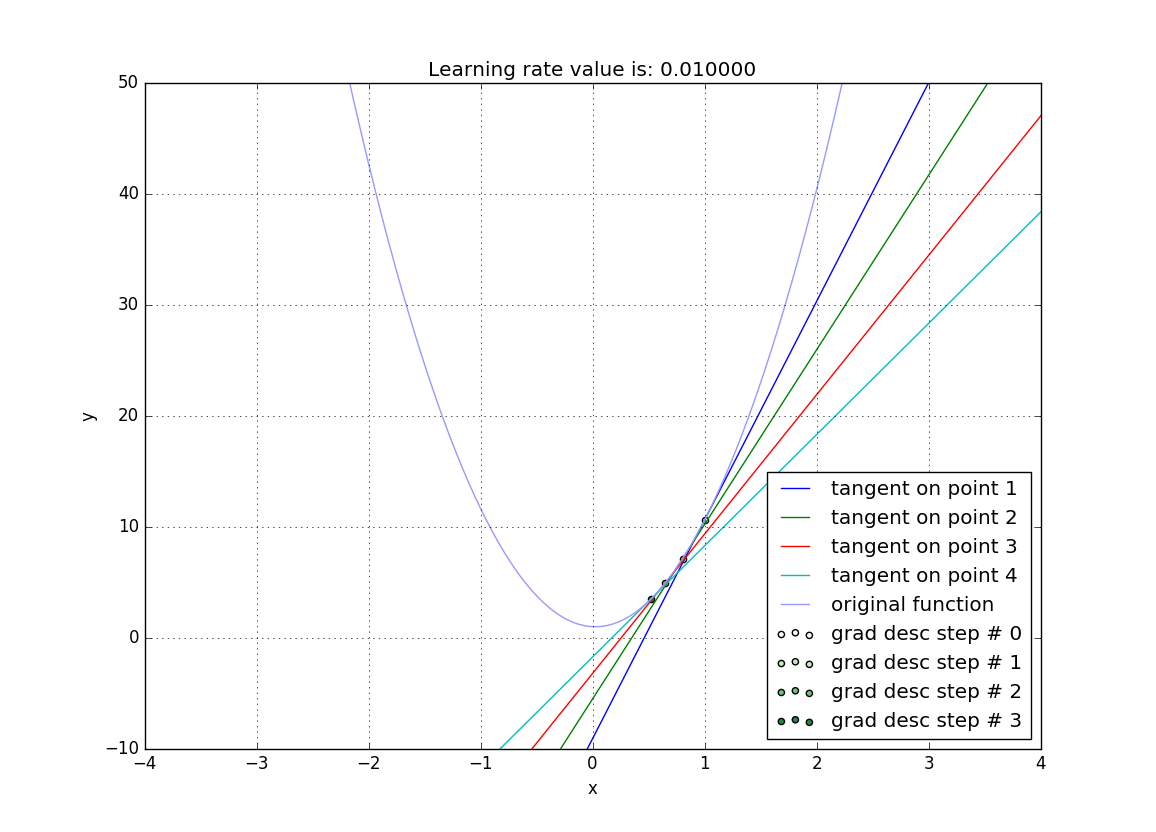 Learning rate value is: 0.010000
50
40
30
20
10
0
−10
y
−4 −3 −2 −1 0 1 2 3 4
x
tangent on point 1
tangent on point 2
tangent on point 3
tangent on point 4
original function
grad desc step # 0
grad desc step # 1
grad desc step # 2
grad desc step # 3